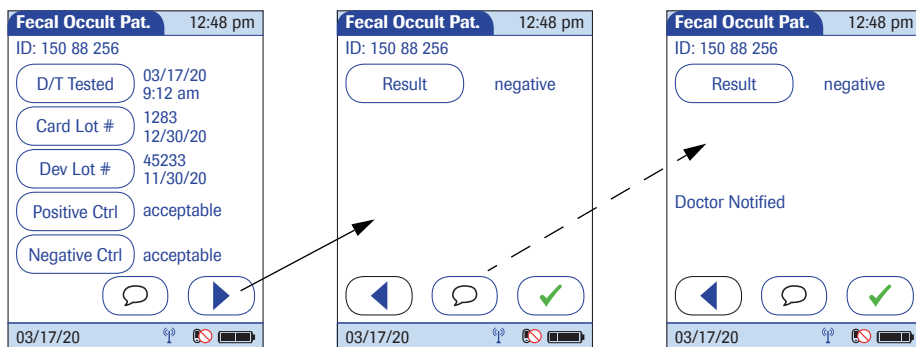 Fecal Occult Pat. 12:48 pm
ID: 150 88 256
D/T Tested 03/17/20
9:12 am
Card Lot # 1283
12/30/20
Dev Lot # 45233
11/30/20
Positive Ctrl acceptable
Negative Ctrl acceptable
03/17/20
Fecal Occult Pat. 12:48 pm
ID: 150 88 256
Result negative
03/17/20
Fecal Occult Pat. 12:48 pm
ID: 150 88 256
Result negative
Doctor Notified
03/17/20